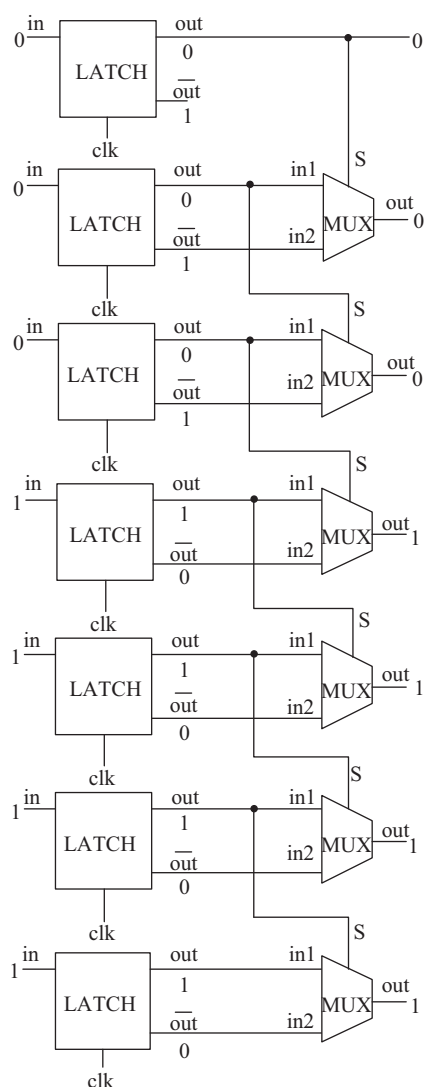 in out
0 0 0
LATCH
out
1
clk
S
in out in1
0 0
LATCH MUX out
0
out in2
1
clk
S
in out in1
0 0
LATCH MUX out
0
out in2
1
clk
S
in out in1
1 1
LATCH MUX out
1
out in2
0
clk
S
in out in1
1 1
LATCH MUX out
1
out in2
0
clk
S
in out in1
1 1
LATCH MUX out
1
out in2
0
clk
S
in out in1
1 1
LATCH MUX out
1
out in2
0
clk